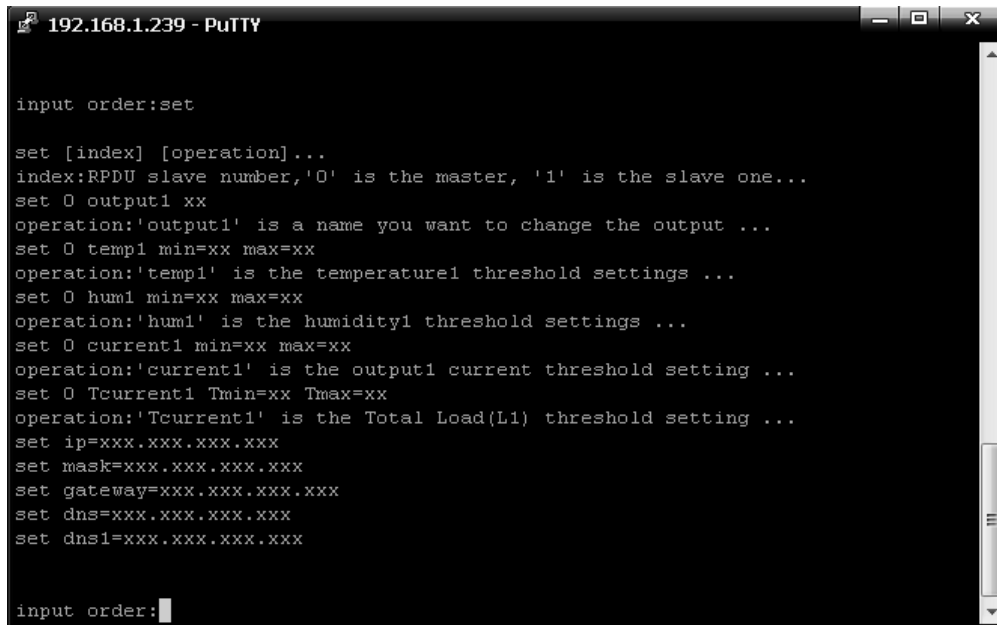 192.168.1.239 - PuTTY
input order:set
set [index] [operation]...
index:RPDU slave number,'0' is the master, '1' is the slave one...
set 0 output1 xx
operation:'output1' is a name you want to change the output ...
set 0 temp1 min=xx max=xx
operation:'temp1' is the temperature1 threshold settings ...
set 0 hum1 min=xx max=xx
operation:'hum1' is the humidity1 threshold settings ...
set 0 current1 min=xx max=xx
operation:'current1' is the output1 current threshold setting ...
set 0 Tcurrent1 Tmin=xx Tmax=xx
operation:'Tcurrent1' is the Total Load(L1) threshold setting ...
set ip=xxx.xxx.xxx.xxx
set mask=xxx.xxx.xxx.xxx
set gateway=xxx.xxx.xxx.xxx
set dns=xxx.xxx.xxx.xxx
set dns1=xxx.xxx.xxx.xxx
input order: